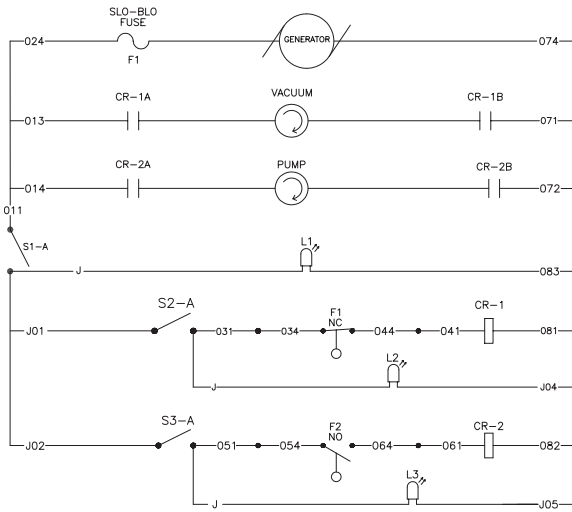 SLO-BLO
FUSE
024
F1
GENERATOR
074
CR-1A
VACUUM
CR-1B
013
071
CR-2A
PUMP
CR-2B
014
072
011
S1-A
L1
J
083
S2-A
F1
NC
CR-1
J01
031
034
044
041
081
L2
J
J04
S3-A
F2
NO
CR-2
J02
051
054
064
061
082
L3
J
J05